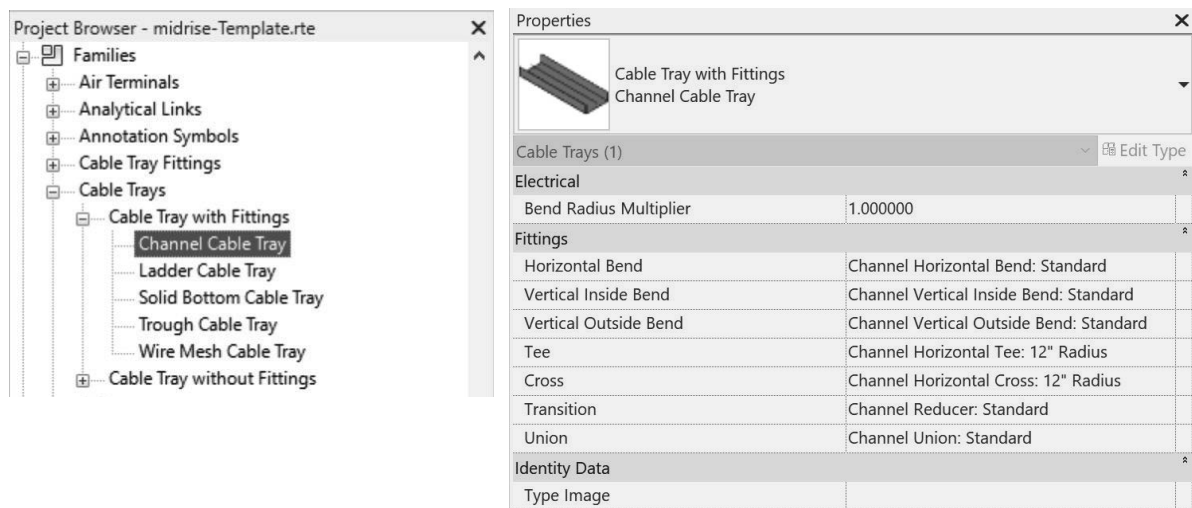 Project Browser - midrise-Template.rte
Families
Air Terminals
Analytical Links
Annotation Symbols
Cable Tray Fittings
Cable Trays
Cable Tray with Fittings
Channel Cable Tray
Ladder Cable Tray
Solid Bottom Cable Tray
Trough Cable Tray
Wire Mesh Cable Tray
Cable Tray without Fittings
Properties
Cable Tray with Fittings
Channel Cable Tray
Cable Trays (1)
Edit Type
Electrical
Bend Radius Multiplier 1.000000
Fittings
Horizontal Bend Channel Horizontal Bend: Standard
Vertical Inside Bend Channel Vertical Inside Bend: Standard
Vertical Outside Bend Channel Vertical Outside Bend: Standard
Tee Channel Horizontal Tee: 12" Radius
Cross Channel Horizontal Cross: 12" Radius
Transition Channel Reducer: Standard
Union Channel Union: Standard
Identity Data
Type Image